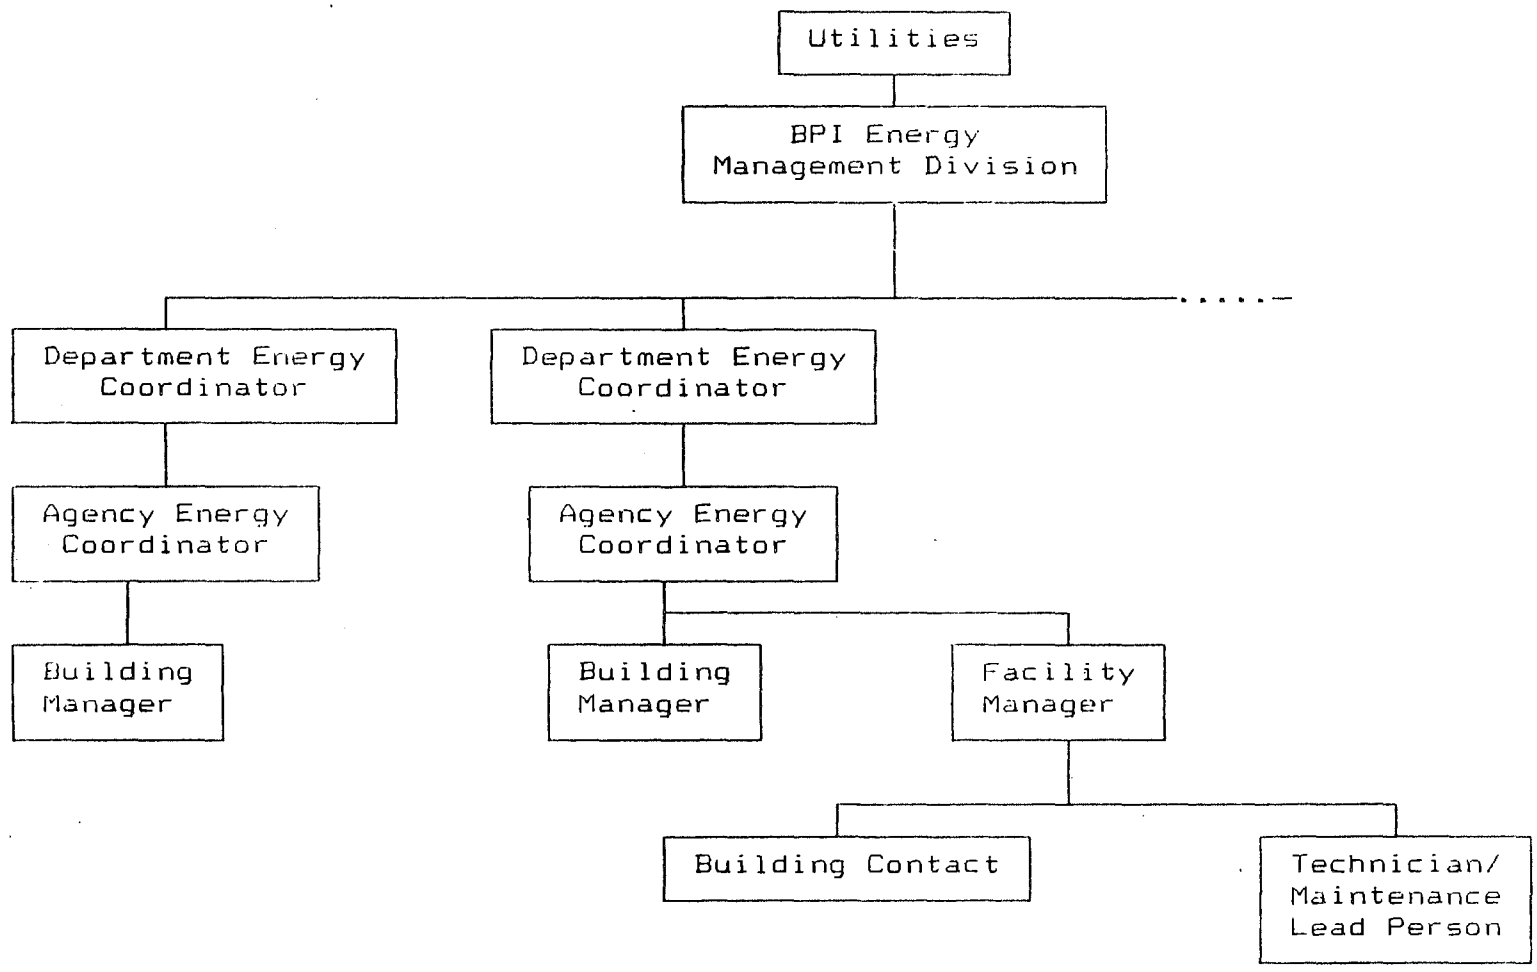 Utilities
BPI Energy
Management Division
Department Energy
Coordinator
Department Energy
Coordinator
Agency Energy
Coordinator
Agency Energy
Coordinator
Building
Manager
Building
Manager
Facility
Manager
Building Contact
Technician/
Maintenance
Lead Person